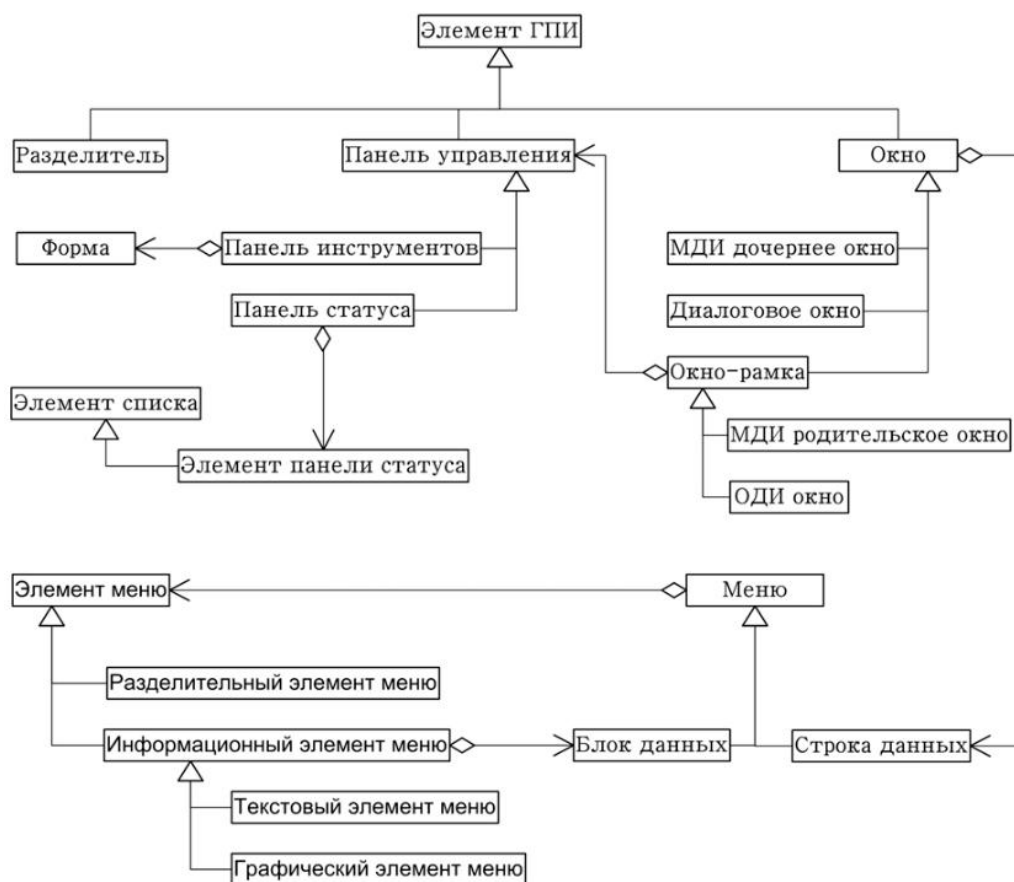 Элемент ГПИ
Разделитель
Панель управления
Окно
Форма
Панель инструментов
МДИ дочернее окно
Панель статуса
Диалоговое окно
Окно-рамка
Элемент списка
МДИ родительское окно
Элемент панели статуса
ОДИ окно
Элемент меню
Меню
Разделительный элемент меню
Информационный элемент меню
Блок данных
Строка данных
Текстовый элемент меню
Графический элемент меню